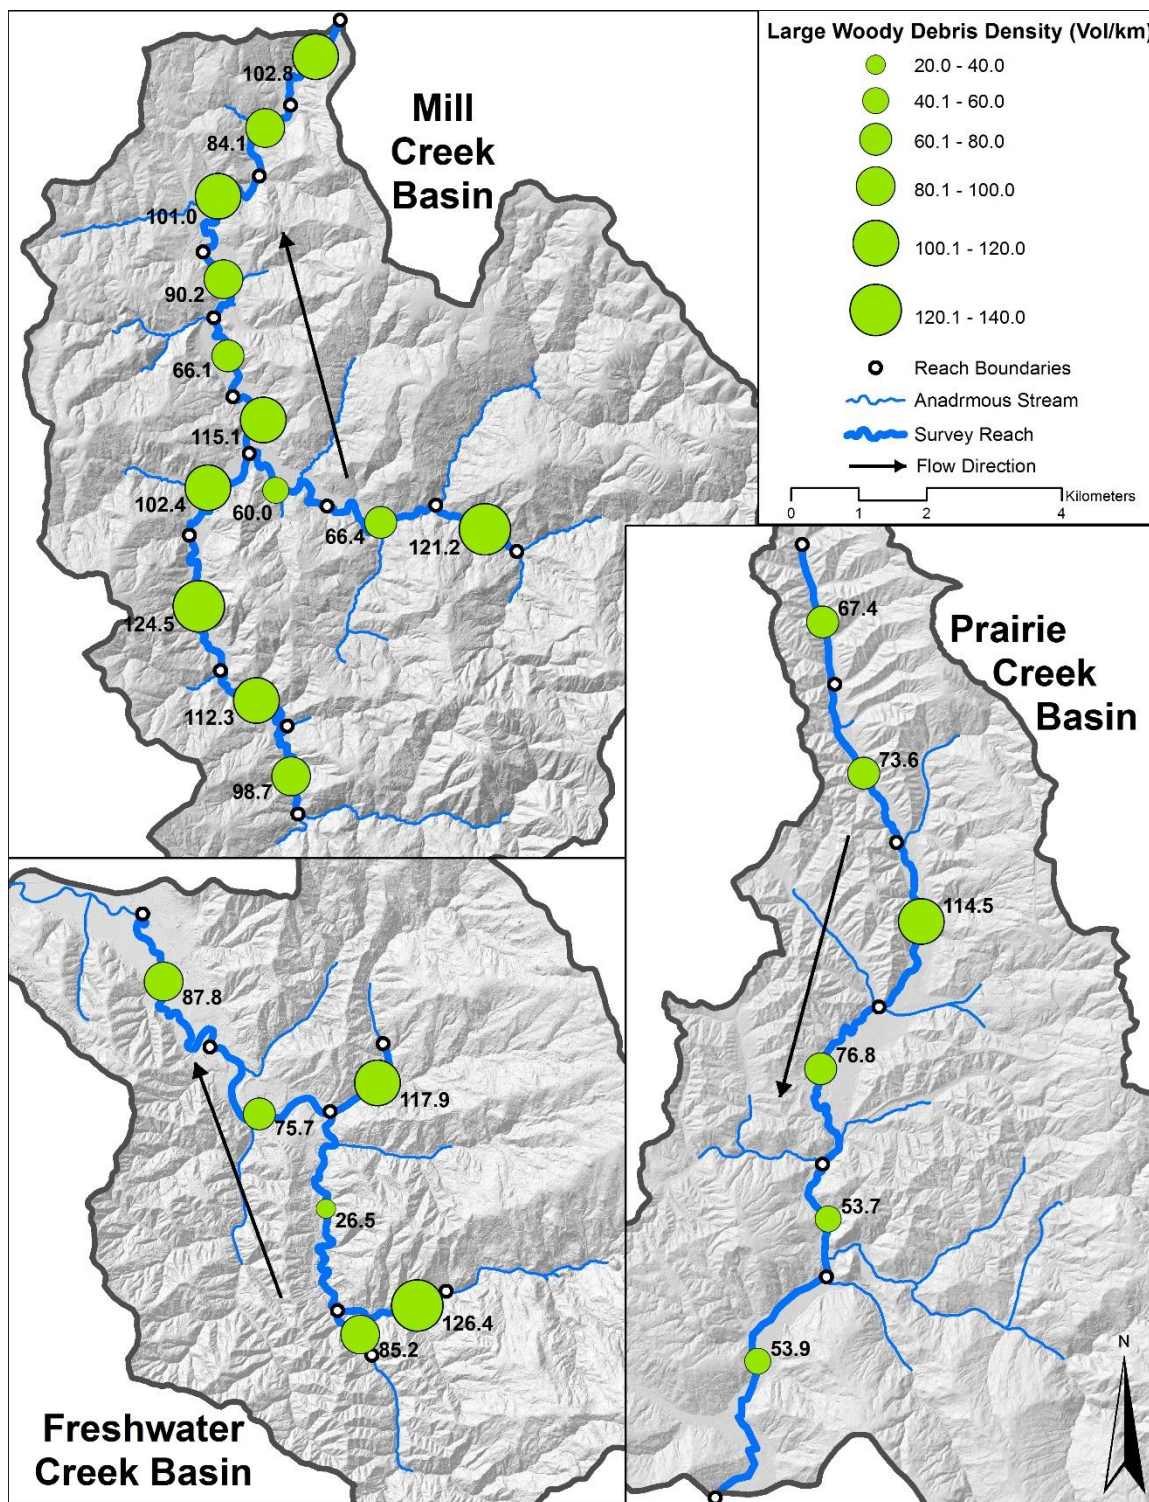 Large Woody Debris Density (Vol/km)
20.0 - 40.0
40.1 - 60.0
60.1 - 80.0
80.1 - 100.0
100.1 - 120.0
120.1 - 140.0
Reach Boundaries
Anadrmous Stream
Survey Reach
Flow Direction
Kilometers
0 1 2 4
Mill
Creek
Basin
102.8
84.1
101.0
90.2
66.1
115.1
102.4
60.0
66.4
121.2
124.5
112.3
98.7
Prairie
Creek
Basin
67.4
73.6
114.5
76.8
53.7
53.9
N
87.8
117.9
75.7
26.5
126.4
85.2
Freshwater
Creek Basin